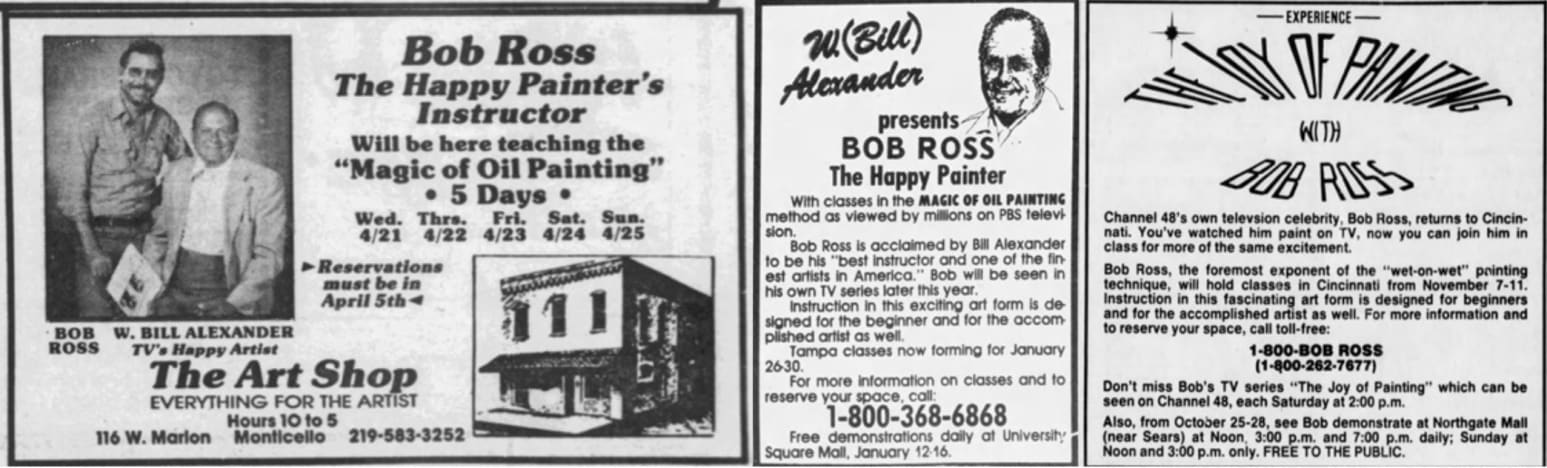 Bob Ross
The Happy Painter's
Instructor
Will be here teaching the
"Magic of Oil Painting"
• 5 Days •
Wed. Thrs. Fri. Sat. Sun.
4/21 4/22 4/23 4/24 4/25
►Reservations
must be in
April 5th◄
BOB W. BILL ALEXANDER
ROSS TV's Happy Artist
The Art Shop
EVERYTHING FOR THE ARTIST
Hours 10 to 5
116 W. Marion Monticello 219-583-3252
W. (Bill)
Alexander
presents
BOB ROSS
The Happy Painter
With classes in the MAGIC OF OIL PAINTING
method as viewed by millions on PBS televi-
sion.
Bob Ross is acclaimed by Bill Alexander
to be his "best instructor and one of the fin-
est artists in America." Bob will be seen in
his own TV series later this year.
Instruction in this exciting art form is de-
signed for the beginner and for the accom-
plished artist as well.
Tampa classes now forming for January
26-30.
For more information on classes and to
reserve your space, call:
1-800-368-6868
Free demonstrations daily at University
Square Mall, January 12-16.
— EXPERIENCE —
THE JOY OF PAINTING
WITH
BOB ROSS
Channel 48's own televsion celebrity, Bob Ross, returns to Cincin-
nati. You've watched him paint on TV, now you can join him in
class for more of the same excitement.
Bob Ross, the foremost exponent of the "wet-on-wet" painting
technique, will hold classes in Cincinnati from November 7-11.
Instruction in this fascinating art form is designed for beginners
and for the accomplished artist as well. For more information and
to reserve your space, call toll-free:
1-800-BOB ROSS
(1-800-262-7677)
Don't miss Bob's TV series "The Joy of Painting" which can be
seen on Channel 48, each Saturday at 2:00 p.m.
Also, from October 25-28, see Bob demonstrate at Northgate Mall
(near Sears) at Noon, 3:00 p.m. and 7:00 p.m. daily; Sunday at
Noon and 3:00 p.m. only. FREE TO THE PUBLIC.